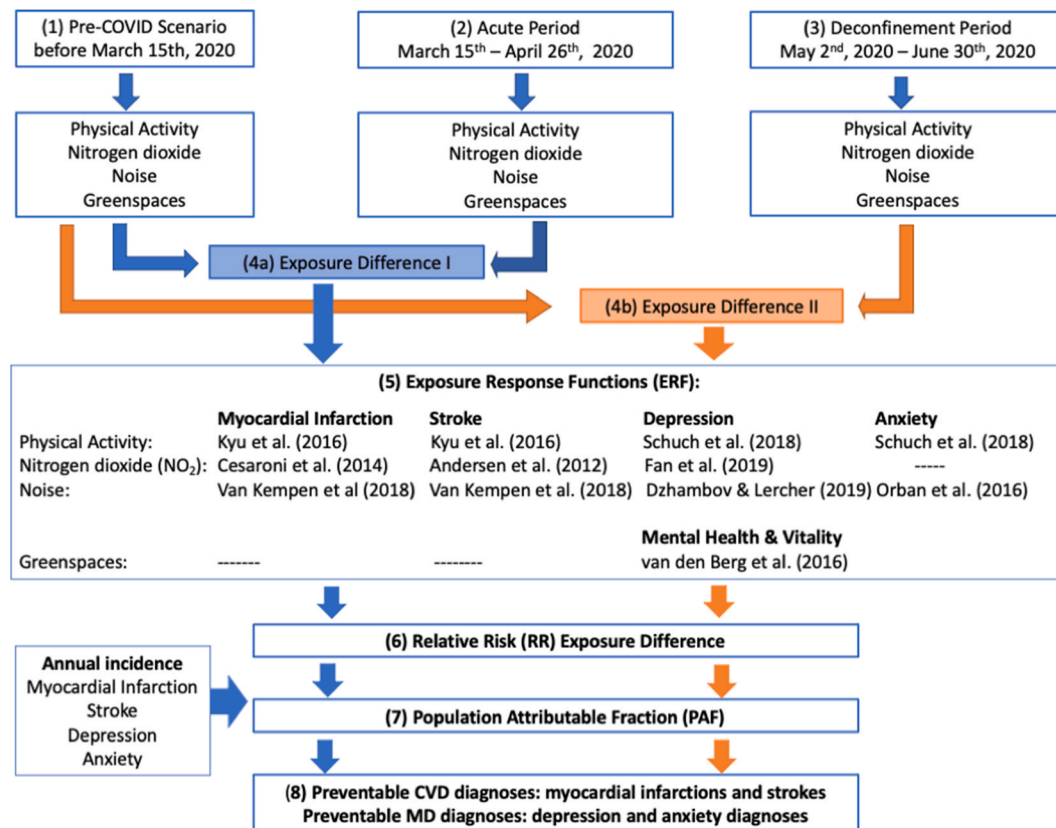 (1) Pre-COVID Scenario
before March 15th, 2020
(2) Acute Period
March 15th – April 26th, 2020
(3) Deconfinement Period
May 2nd, 2020 – June 30th, 2020
Physical Activity
Nitrogen dioxide
Noise
Greenspaces
Physical Activity
Nitrogen dioxide
Noise
Greenspaces
Physical Activity
Nitrogen dioxide
Noise
Greenspaces
(4a) Exposure Difference I
(4b) Exposure Difference II
(5) Exposure Response Functions (ERF):
Myocardial Infarction Stroke Depression Anxiety
Physical Activity: Kyu et al. (2016) Kyu et al. (2016) Schuch et al. (2018) Schuch et al. (2018)
Nitrogen dioxide (NO2): Cesaroni et al. (2014) Andersen et al. (2012) Fan et al. (2019) -----
Noise: Van Kempen et al (2018) Van Kempen et al. (2018) Dzhambov & Lercher (2019) Orban et al. (2016)
Mental Health & Vitality
Greenspaces: ------- -------- van den Berg et al. (2016)
(6) Relative Risk (RR) Exposure Difference
Annual incidence
Myocardial Infarction
Stroke
Depression
Anxiety
(7) Population Attributable Fraction (PAF)
(8) Preventable CVD diagnoses: myocardial infarctions and strokes
Preventable MD diagnoses: depression and anxiety diagnoses